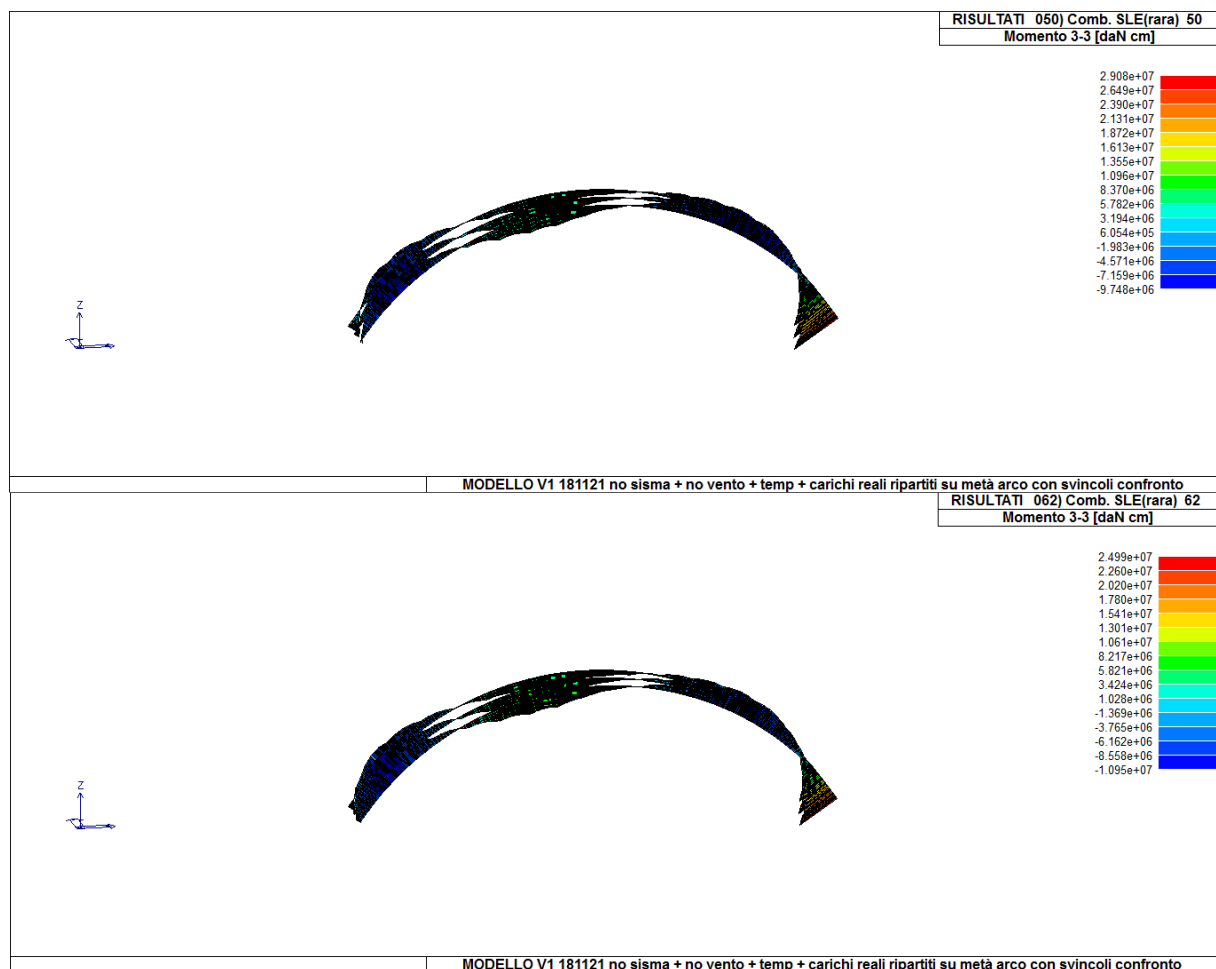 RISULTATI 050) Comb. SLE(rara) 50
Momento 3-3 [daN cm]
2.908e+07
2.649e+07
2.390e+07
2.131e+07
1.872e+07
1.613e+07
1.355e+07
1.096e+07
8.370e+06
5.782e+06
3.194e+06
6.054e+05
-1.983e+06
-4.571e+06
-7.159e+06
-9.748e+06
Z
MODELLO V1 181121 no sisma + no vento + temp + carichi reali ripartiti su metà arco con svincoli confronto
RISULTATI 062) Comb. SLE(rara) 62
Momento 3-3 [daN cm]
2.499e+07
2.260e+07
2.020e+07
1.780e+07
1.541e+07
1.301e+07
1.061e+07
8.217e+06
5.821e+06
3.424e+06
1.028e+06
-1.369e+06
-3.765e+06
-6.162e+06
-8.558e+06
-1.095e+07
Z
MODELLO V1 181121 no sisma + no vento + temp + carichi reali ripartiti su metà arco con svincoli confronto